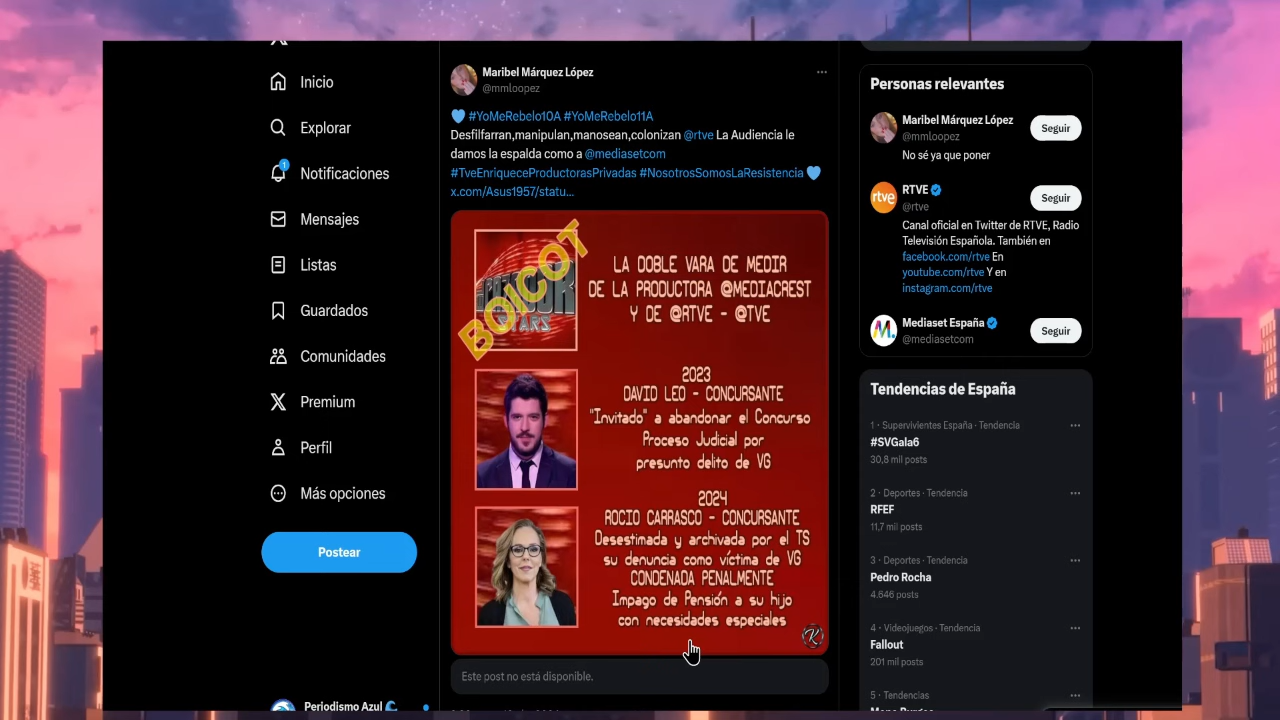 Inicio
Explorar
1
Notificaciones
Mensajes
Listas
Guardados
Comunidades
Premium
Perfil
Más opciones
Postear
Periodismo Azul
Maribel Márquez López
@mmloopez
#YoMeRebelo10A #YoMeRebelo11A
Desfilfarran,manipulan,manosean,colonizan @rtve La Audiencia le
damos la espalda como a @mediasetcom
#TveEnriqueceProductorasPrivadas #NosotrosSomosLaResistencia
x.com/Asus1957/statu...
BOICOT
STARS
LA DOBLE VARA DE MEDIR
DE LA PRODUCTORA @MEDIACREST
Y DE @RTVE - @TVE
2023
DAVID LEO - CONCURSANTE
"Invitado" a abandonar el Concurso
Proceso Judicial por
presunto delito de VG
2024
ROCIO CARRASCO - CONCURSANTE
Desestimada y archivada por el TS
su denuncia como víctima de VG
CONDENADA PENALMENTE
Impago de Pensión a su hijo
con necesidades especiales
K
Este post no está disponible.
Personas relevantes
Maribel Márquez López
@mmloopez
Seguir
No sé ya que poner
rtve
RTVE
@rtve
Seguir
Canal oficial en Twitter de RTVE, Radio
Televisión Española. También en
facebook.com/rtve En
youtube.com/rtve Y en
instagram.com/rtve
Mediaset España
@mediasetcom
Seguir
Tendencias de España
1 · Supervivientes España · Tendencia
#SVGala6
30,8 mil posts
2 · Deportes · Tendencia
RFEF
11,7 mil posts
3 · Deportes · Tendencia
Pedro Rocha
4.646 posts
4 · Videojuegos · Tendencia
Fallout
201 mil posts
5 · Tendencias